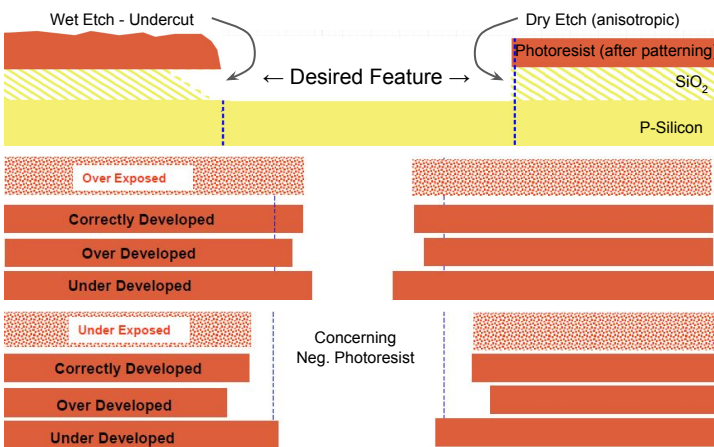 Wet Etch - Undercut
Dry Etch (anisotropic)
Photoresist (after patterning
← Desired Feature →
SiO2
P-Silicon
Over Exposed
Correctly Developed
Over Developed
Under Developed
Under Exposed
Concerning
Neg. Photoresist
Correctly Developed
Over Developed
Under Developed